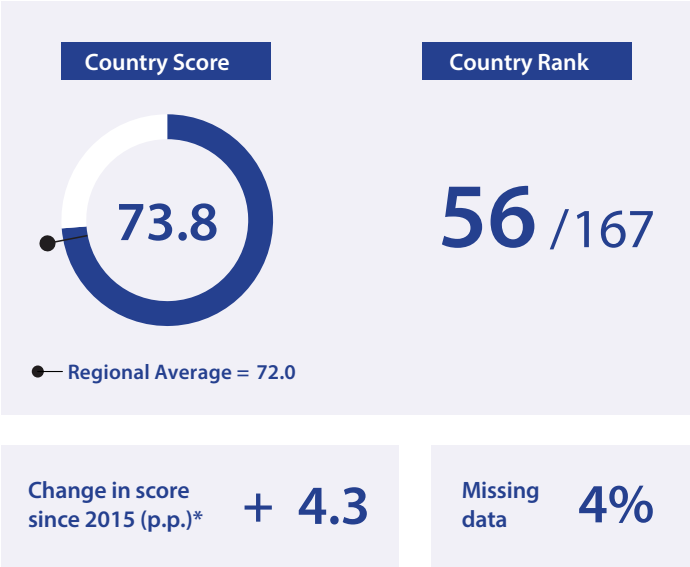 Country Score
Country Rank
73.8
56 /167
Regional Average = 72.0
Change in score
since 2015 (p.p.)*
+ 4.3
Missing
data
4%